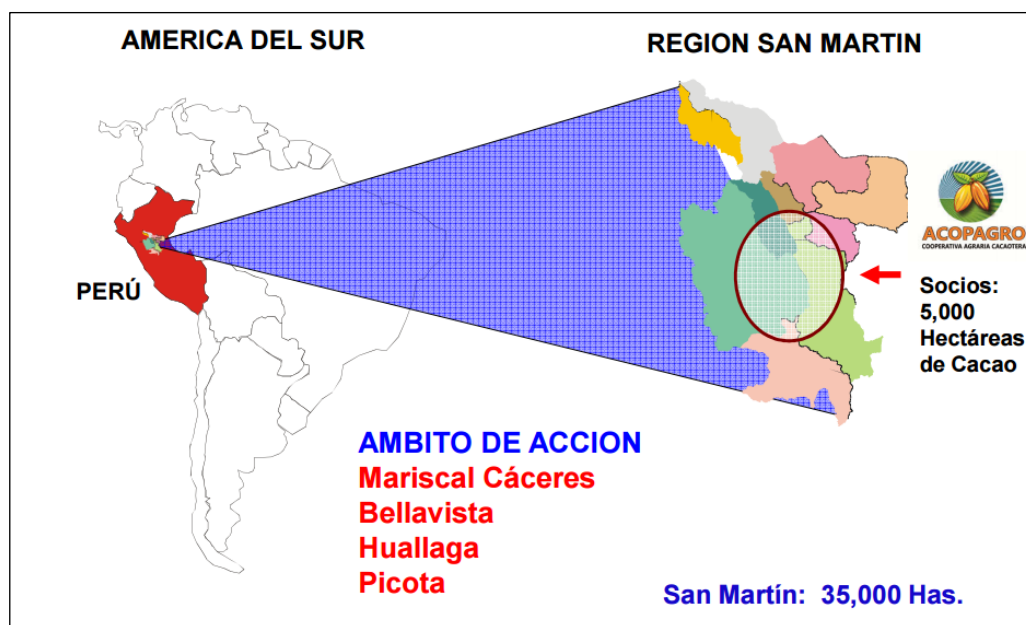 AMERICA DEL SUR
REGION SAN MARTIN
PERÚ
ACOPAGRO
COOPERATIVA AGRARIA CACAOTERA
Socios:
5,000
Hectáreas
de Cacao
AMBITO DE ACCION
Mariscal Cáceres
Bellavista
Huallaga
Picota
San Martín: 35,000 Has.